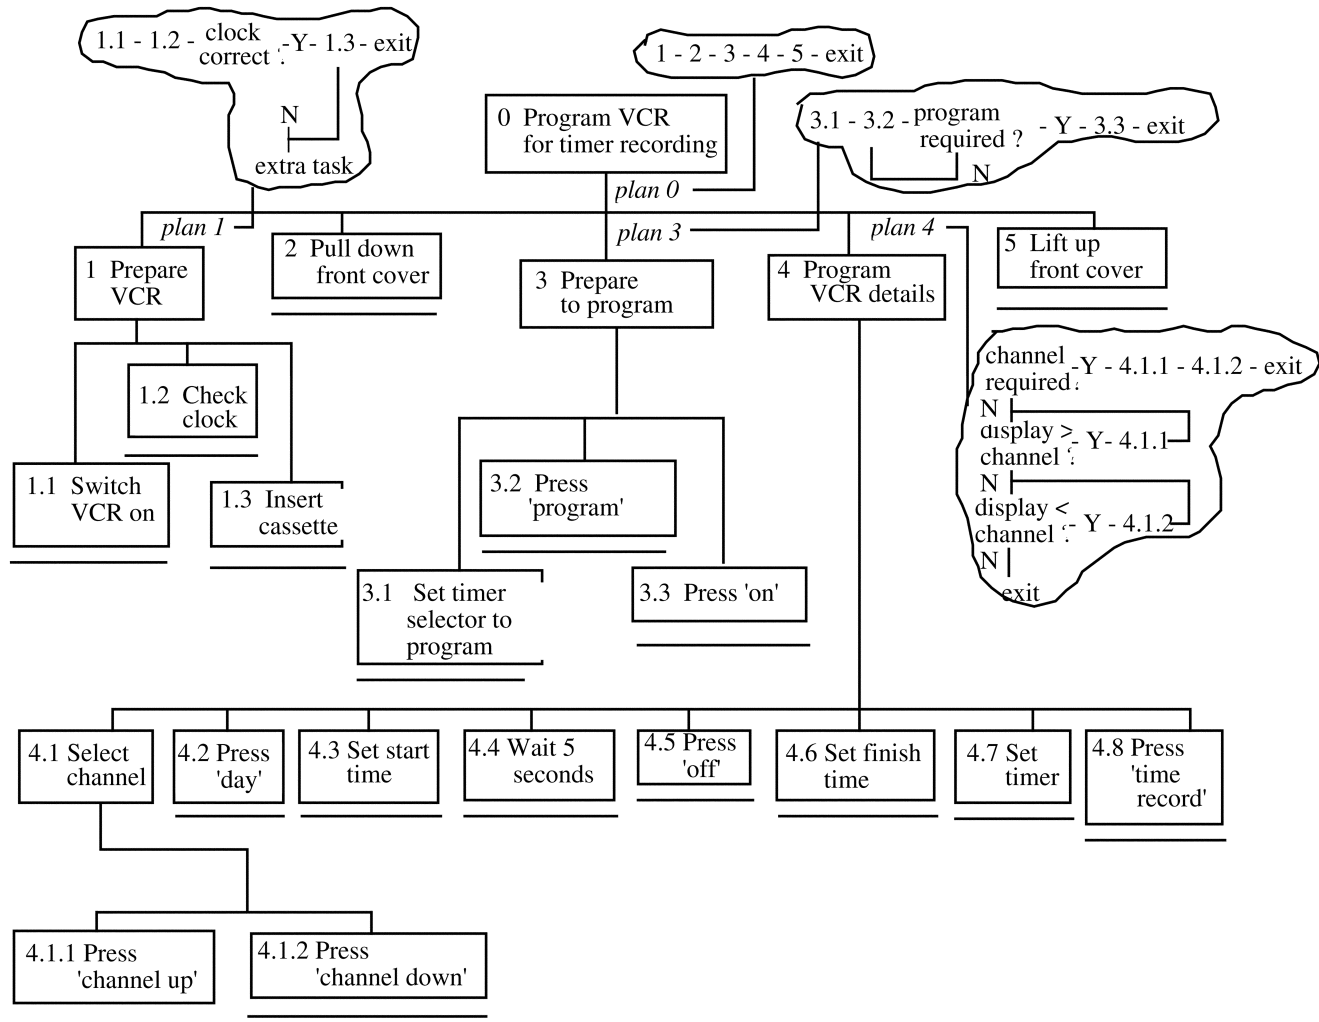 1.1 - 1.2 - clock correct ? -Y- 1.3 - exit
N
extra task
1 - 2 - 3 - 4 - 5 - exit
0 Program VCR
for timer recording
3.1 - 3.2 - program required ? - Y - 3.3 - exit
N
plan 0
plan 1
plan 3
plan 4
1 Prepare
VCR
2 Pull down
front cover
3 Prepare
to program
4 Program
VCR details
5 Lift up
front cover
channel
required? -Y - 4.1.1 - 4.1.2 - exit
N
display >
channel ? - Y- 4.1.1
N
display <
channel ? - Y - 4.1.2
N
exit
1.1 Switch
VCR on
1.2 Check
clock
1.3 Insert
cassette
3.1 Set timer
selector to
program
3.2 Press
'program'
3.3 Press 'on'
4.1 Select
channel
4.2 Press
'day'
4.3 Set start
time
4.4 Wait 5
seconds
4.5 Press
'off'
4.6 Set finish
time
4.7 Set
timer
4.8 Press
'time
record'
4.1.1 Press
'channel up'
4.1.2 Press
'channel down'